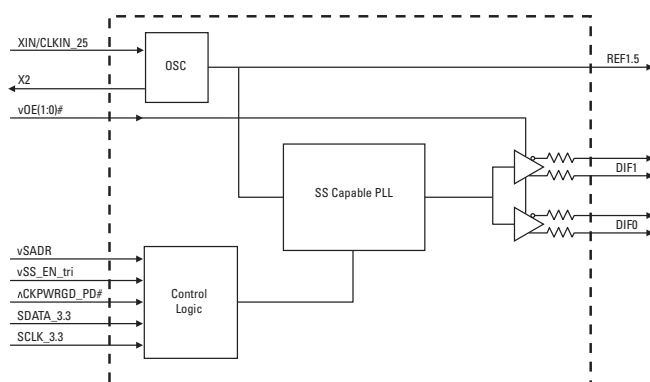 XIN/CLKIN_25
OSC
X2
REF1.5
vOE(1:0)#
SS Capable PLL
DIF1
DIF0
vSADR
vSS_EN_tri
ʌCKPWRGD_PD#
SDATA_3.3
SCLK_3.3
Control
Logic